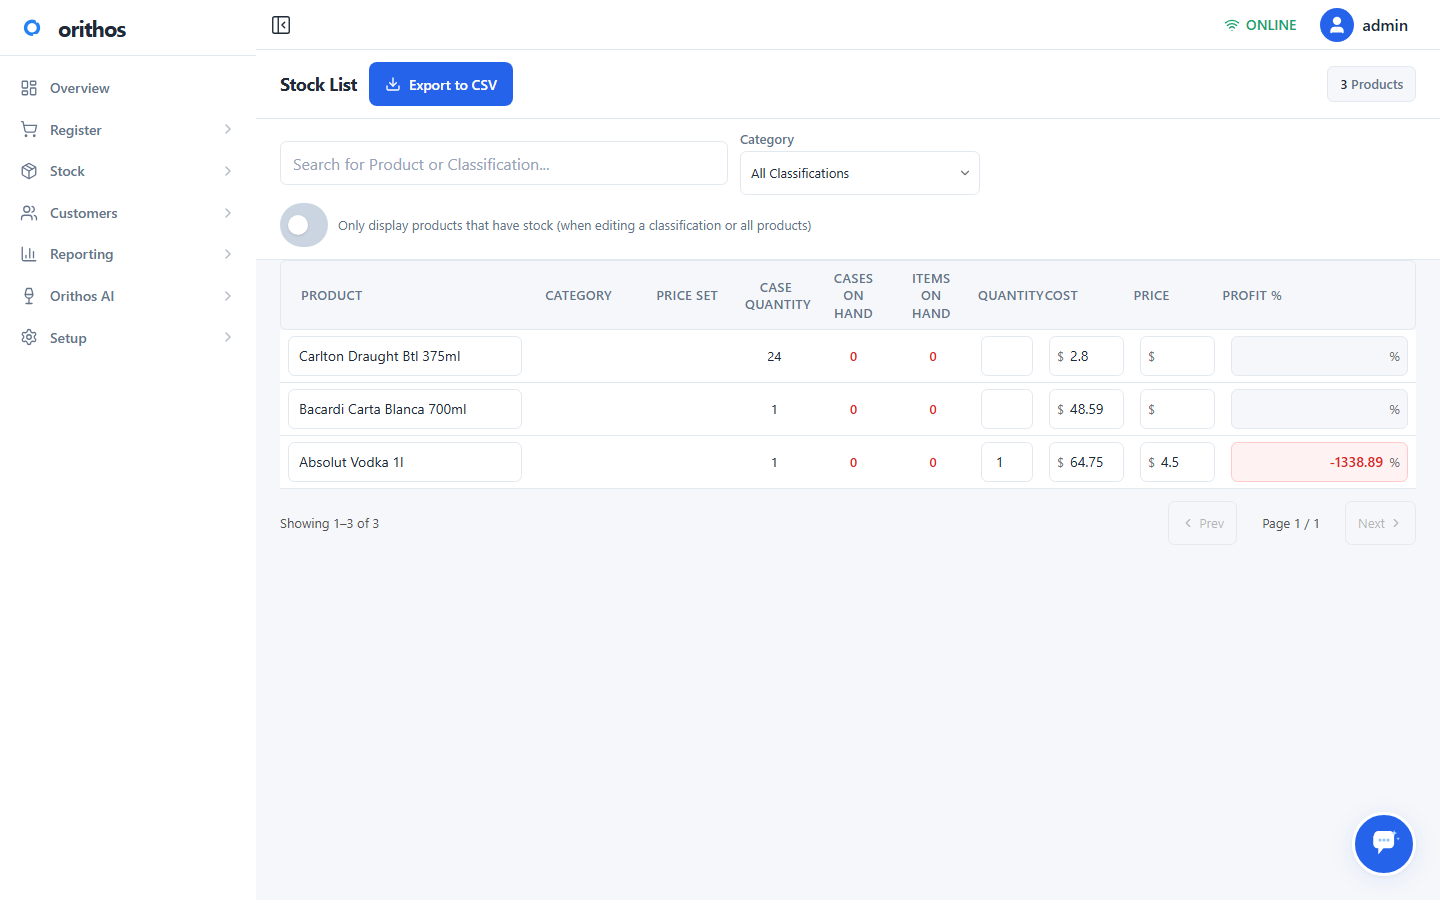 orithos
ONLINE
admin
Overview
Register
Stock
Customers
Reporting
Orithos AI
Setup
Stock List
Export to CSV
3 Products
Search for Product or Classification...
Category
All Classifications
Only display products that have stock (when editing a classification or all products)
PRODUCT CATEGORY PRICE SET CASE QUANTITY CASES ON HAND ITEMS ON HAND QUANTITY COST PRICE PROFIT %
Carlton Draught Btl 375ml 24 0 0 $ 2.8 $ %
Bacardi Carta Blanca 700ml 1 0 0 $ 48.59 $ %
Absolut Vodka 1l 1 0 0 1 $ 64.75 $ 4.5 -1338.89 %
Showing 1–3 of 3
Prev
Page 1 / 1
Next